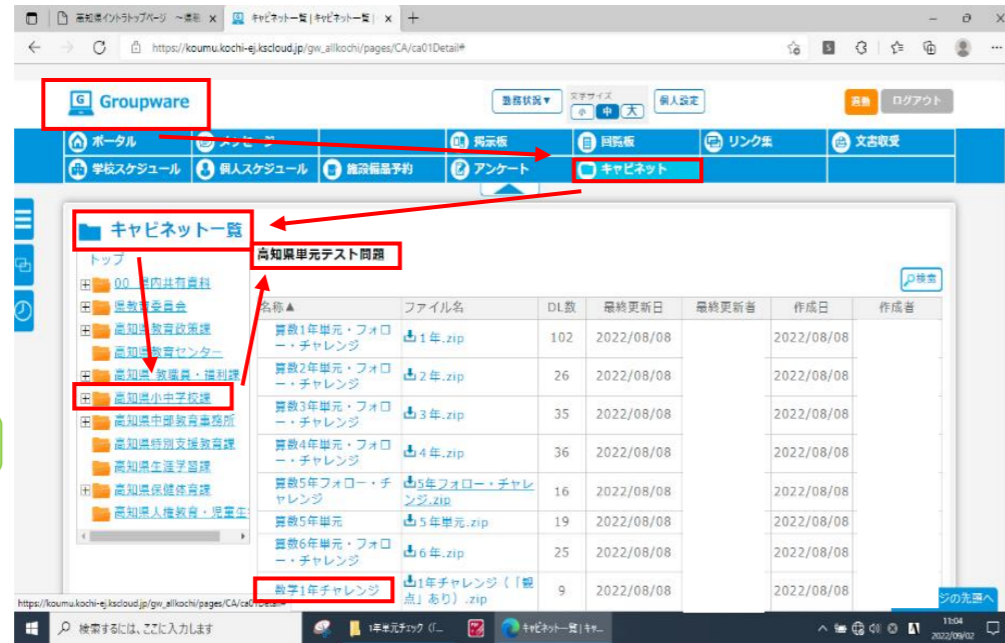 高知県イントラトップページ ～県彩
キャビネット一覧 | キャビネット一覧 |
https://koumu.kochi-ej.kscloud.jp/gw_allkochi/pages/CA/ca01Detail#
G Groupware
勤務状況▼
文字サイズ
小 中 大
個人設定
ログアウト
ポータル
掲示板
回覧板
リンク集
文書収受
学校スケジュール
個人スケジュール
施設備品予約
アンケート
キャビネット
キャビネット一覧
トップ
00 県内共有資料
県教育委員会
高知県教育政策課
高知県教育センター
高知県 教職員・福利課
高知県小中学校課
高知県中部教育事務所
高知県特別支援教育課
高知県生涯学習課
高知県保健体育課
高知県人権教育・児童生
高知県単元テスト問題
検索
名称▲ ファイル名 DL数 最終更新日 最終更新者 作成日 作成者
算数1年単元・フォロ
ー・チャレンジ
1年.zip 102 2022/08/08 2022/08/08
算数2年単元・フォロ
ー・チャレンジ
2年.zip 26 2022/08/08 2022/08/08
算数3年単元・フォロ
ー・チャレンジ
3年.zip 35 2022/08/08 2022/08/08
算数4年単元・フォロ
ー・チャレンジ
4年.zip 36 2022/08/08 2022/08/08
算数5年フォロー・チ
ャレンジ
5年フォロー・チャレ
ンジ.zip
16 2022/08/08 2022/08/08
算数5年単元 5年単元.zip 19 2022/08/08 2022/08/08
算数6年単元・フォロ
ー・チャレンジ
6年.zip 25 2022/08/08 2022/08/08
数学1年チャレンジ
1年チャレンジ（「観
点」あり）.zip
9 2022/08/08 2022/08/08
ジの先頭へ
https://koumu.kochi-ej.kscloud.jp/gw_allkochi/pages/CA/ca01Detail#
検索するには、ここに入力します
1年単元チェック (
キャビネット一覧 | キャ...
11:04
2022/09/02